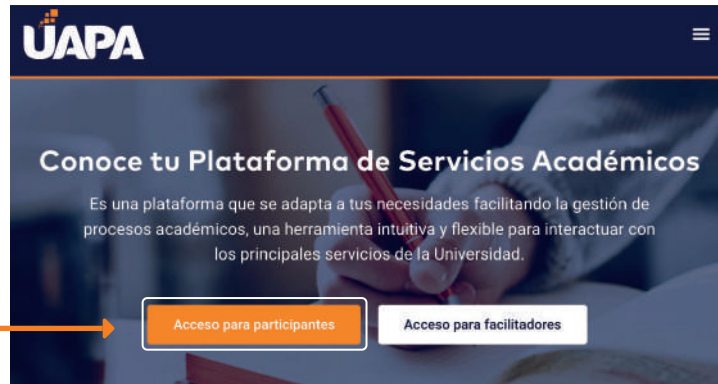 UAPA
Conoce tu Plataforma de Servicios Académicos
Es una plataforma que se adapta a tus necesidades facilitando la gestión de
procesos académicos, una herramienta intuitiva y flexible para interactuar con
los principales servicios de la Universidad.
Acceso para participantes
Acceso para facilitadores